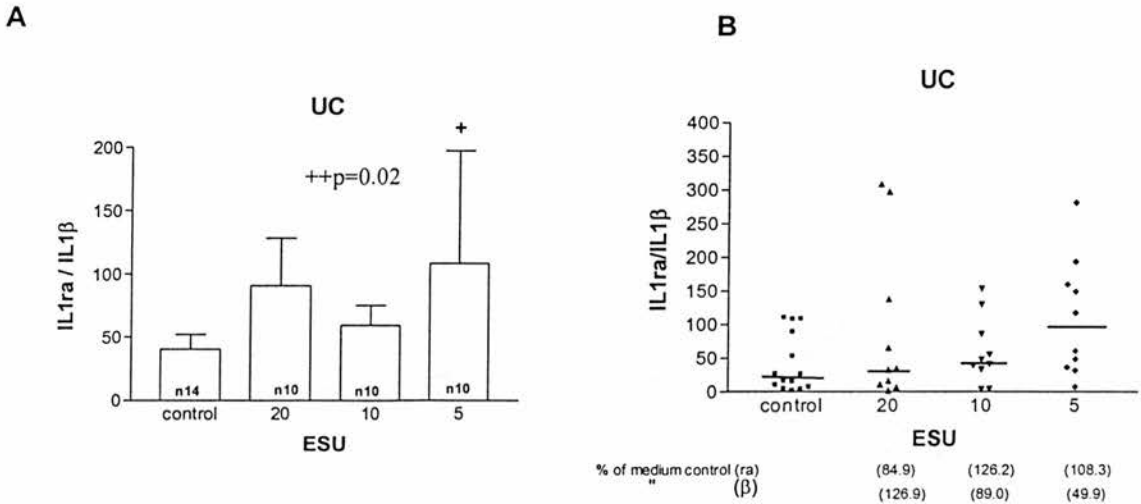 A
UC
+
++p=0.02
IL1ra / IL1β
200
150
100
50
0
n14
n10
n10
n10
control 20 10 5
ESU
B
UC
IL1ra/IL1β
400
350
300
250
200
150
100
50
0
control 20 10 5
ESU
% of medium control (ra) (84.9) (126.2) (108.3)
" (β) (126.9) (89.0) (49.9)